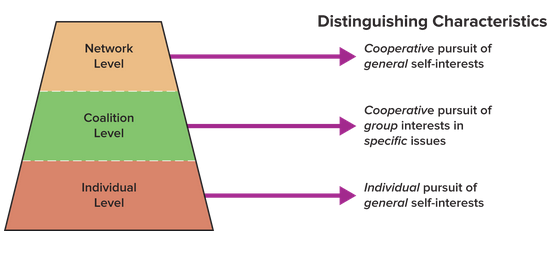 Distinguishing Characteristics
Network
Level
Cooperative pursuit of
general self-interests
Coalition
Level
Cooperative pursuit of
group interests in
specific issues
Individual
Level
Individual pursuit of
general self-interests